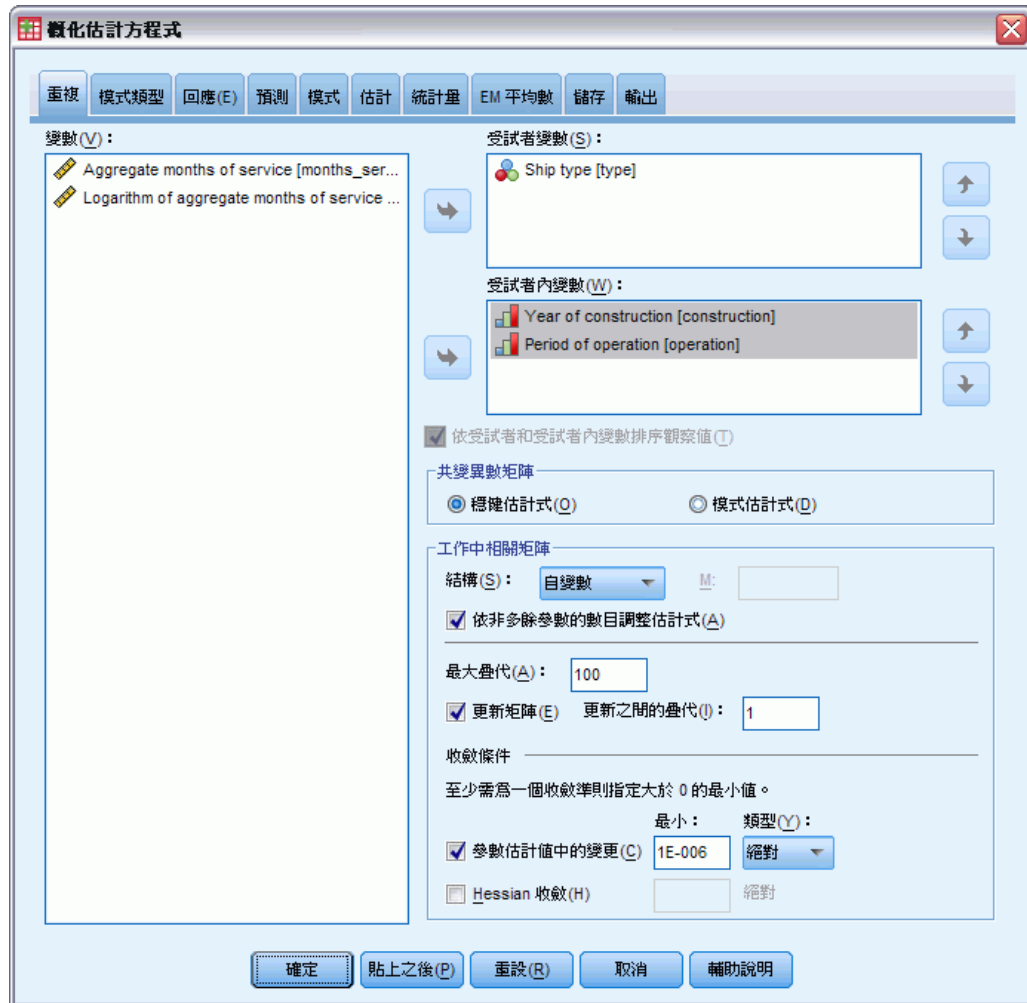 概化估計方程式
重複 模式類型 回應(E) 預測 模式 估計 統計量 EM 平均數 儲存 輸出
變數(V)：
Aggregate months of service [months_ser...
Logarithm of aggregate months of service ...
受試者變數(S)：
Ship type [type]
受試者內變數(W)：
Year of construction [construction]
Period of operation [operation]
依受試者和受試者內變數排序觀察值(T)
共變異數矩陣
穩健估計式(O) 模式估計式(D)
工作中相關矩陣
結構(S)： 自變數 M:
依非多餘參數的數目調整估計式(A)
最大疊代(A)： 100
更新矩陣(E) 更新之間的疊代(I)： 1
收斂條件
至少需爲一個收斂準則指定大於 0 的最小值。
最小： 類型(Y)：
參數估計值中的變更(C) 1E-006 絕對
Hessian 收斂(H) 絕對
確定 貼上之後(P) 重設(R) 取消 輔助說明